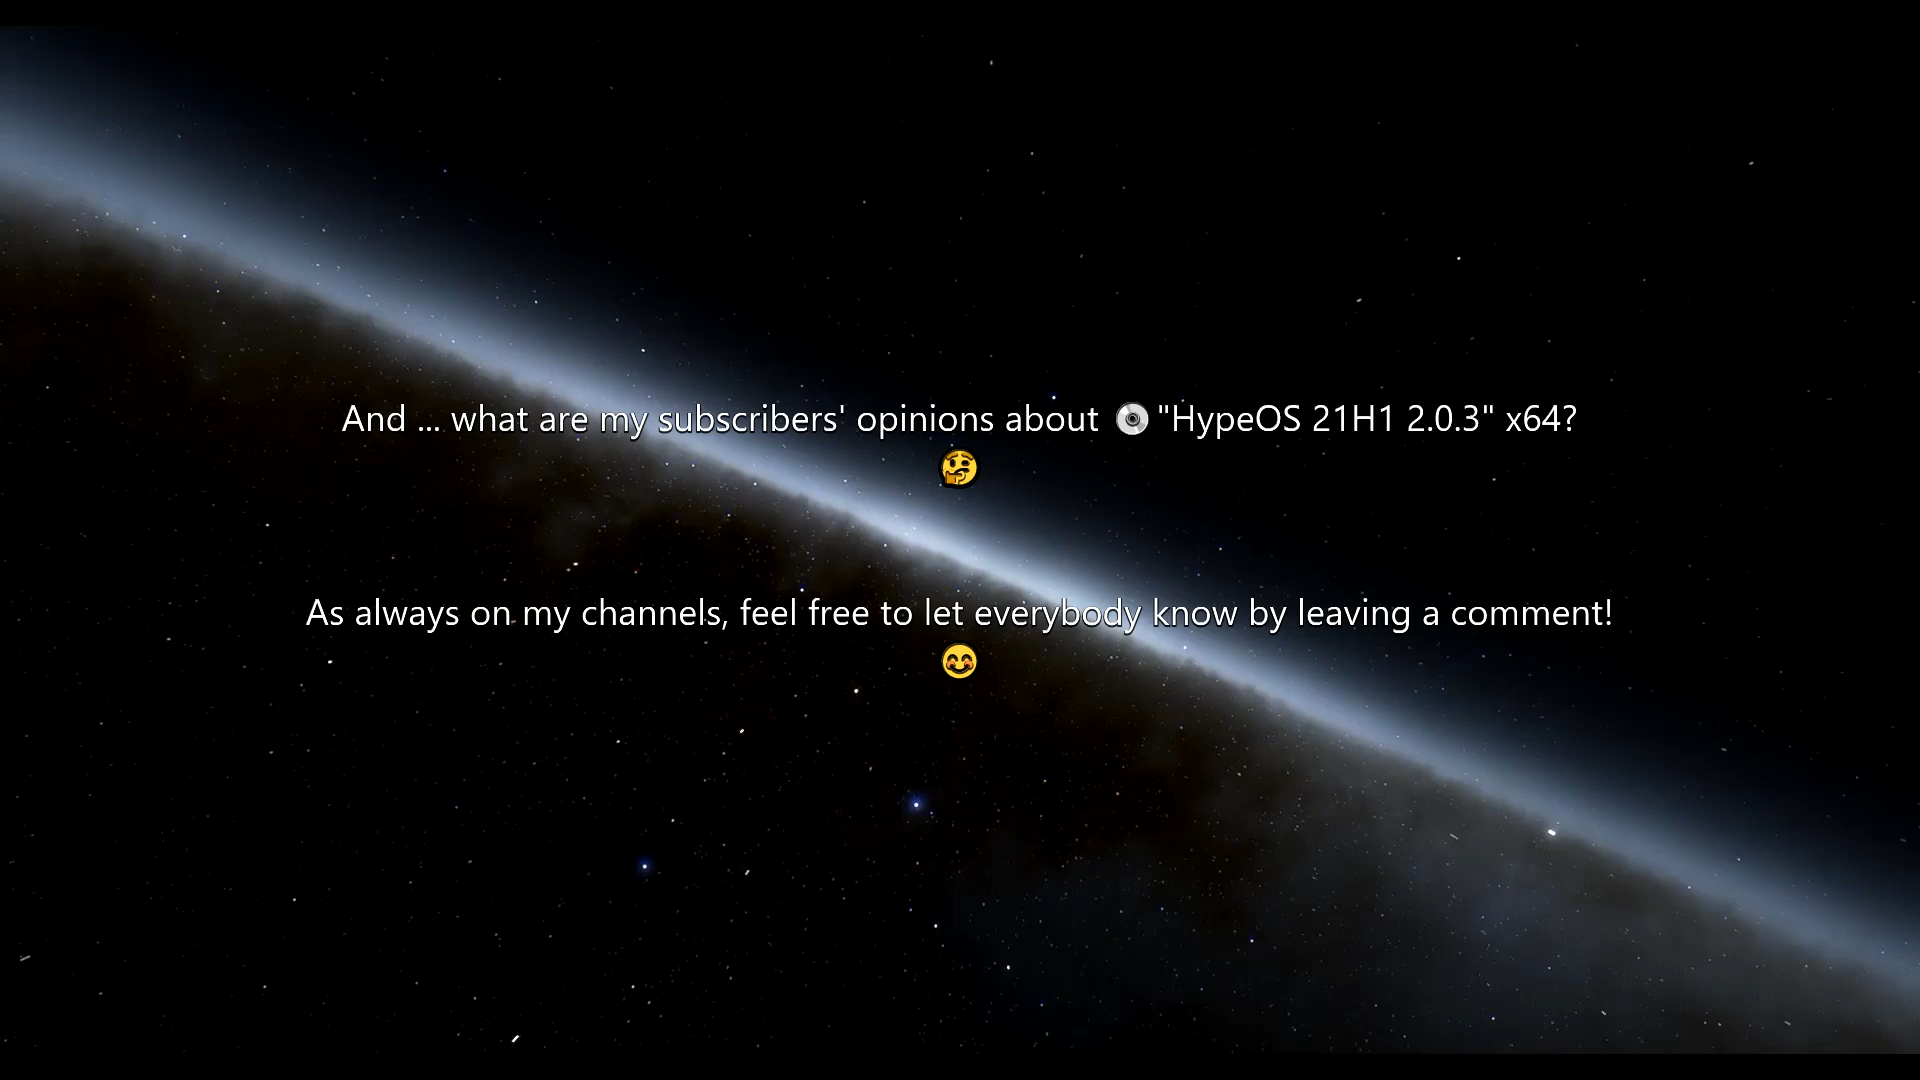 And ... what are my subscribers' opinions about 💿 "HypeOS 21H1 2.0.3" x64?
🤔
As always on my channels, feel free to let everybody know by leaving a comment!
😊